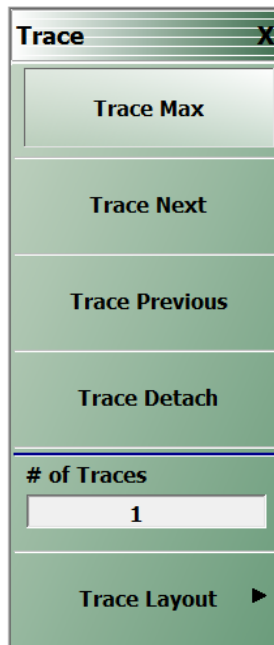 Trace X
Trace Max
Trace Next
Trace Previous
Trace Detach
# of Traces
1
Trace Layout